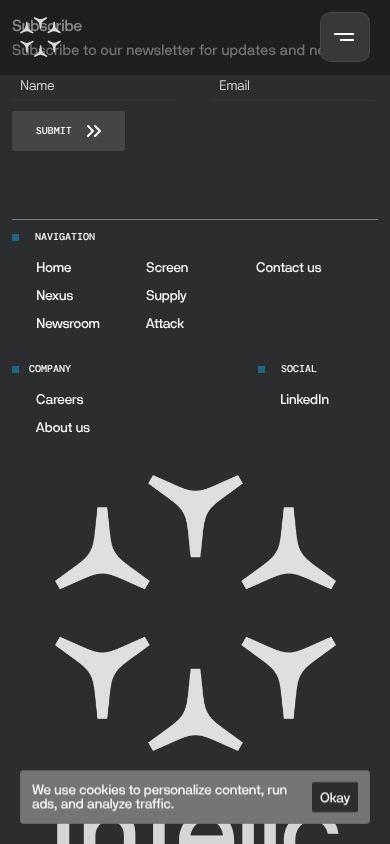 Subscribe
Subscribe to our newsletter for updates and
Name
Email
SUBMIT
NAVIGATION
Home
Screen
Contact us
Nexus
Supply
Newsroom
Attack
COMPANY
SOCIAL
Careers
LinkedIn
About us
We use cookies to personalize content, run
ads, and analyze traffic.
Okay